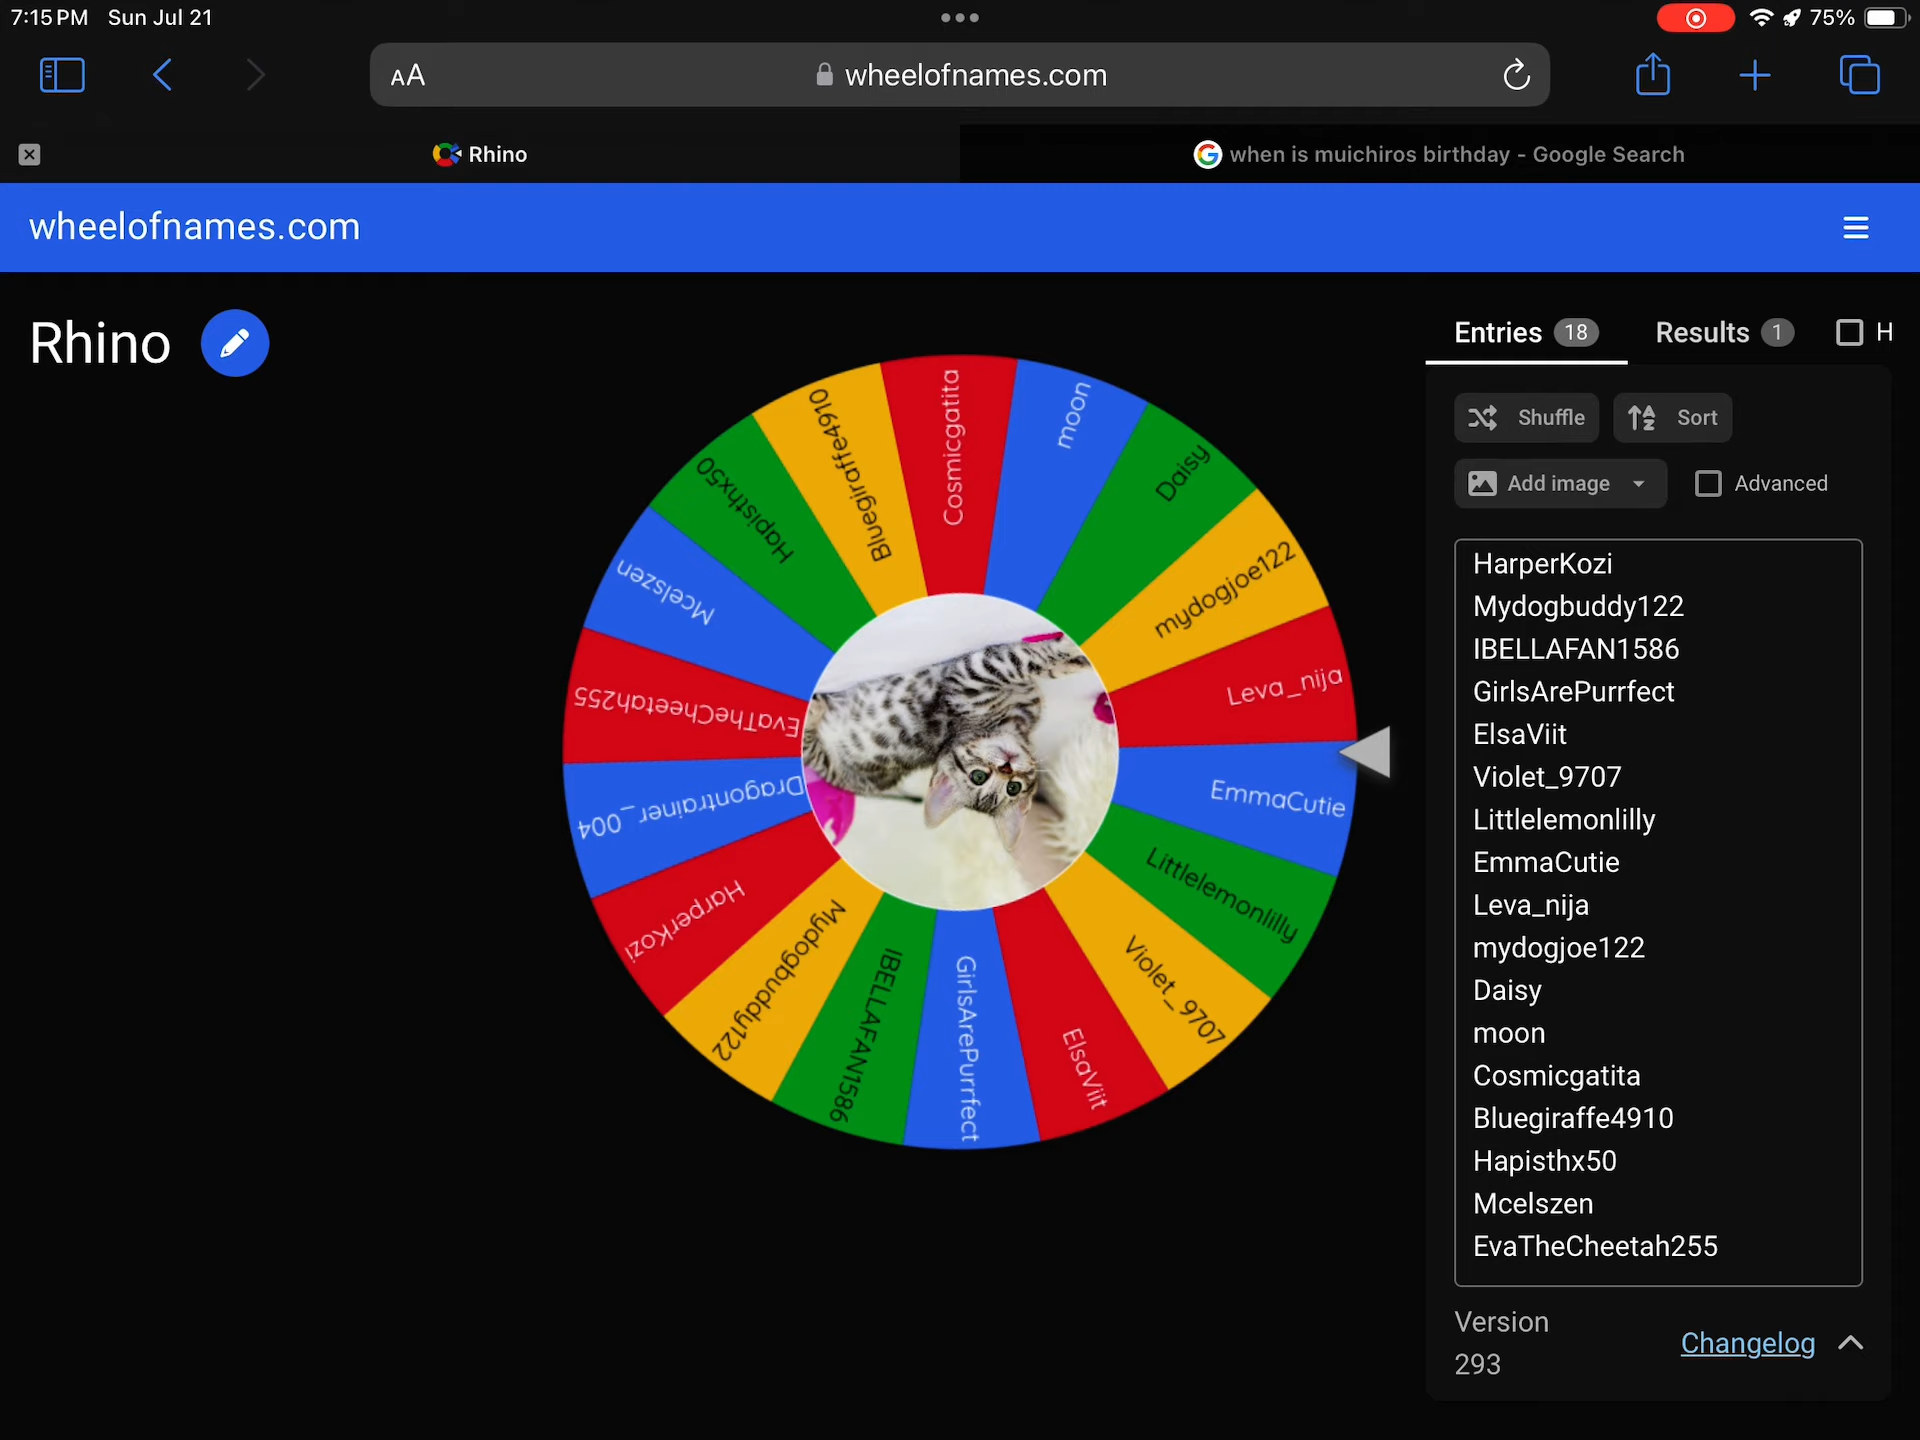 7:15 PM Sun Jul 21
75%
AA
wheelofnames.com
Rhino
when is muichiros birthday - Google Search
wheelofnames.com
Rhino
Entries 18
Results 1
H
Shuffle
Sort
Add image
Advanced
HarperKozi
Mydogbuddy122
IBELLAFAN1586
GirlsArePurrfect
ElsaViit
Violet_9707
Littlelemonlilly
EmmaCutie
Leva_nija
mydogjoe122
Daisy
moon
Cosmicgatita
Bluegiraffe4910
Hapisthx50
Mcelszen
EvaTheCheetah255
Version
293
Changelog
Cosmicgatita
moon
Daisy
mydogjoe122
Leva_nija
EmmaCutie
Littlelemonlilly
Violet_9707
ElsaViit
GirlsArePurrfect
IBELLAFAN1586
Mydogbuddy122
HarperKozi
Dragontrainer_004
EvaTheCheetah255
Mcelszen
Hapisthx50
Bluegiraffe4910